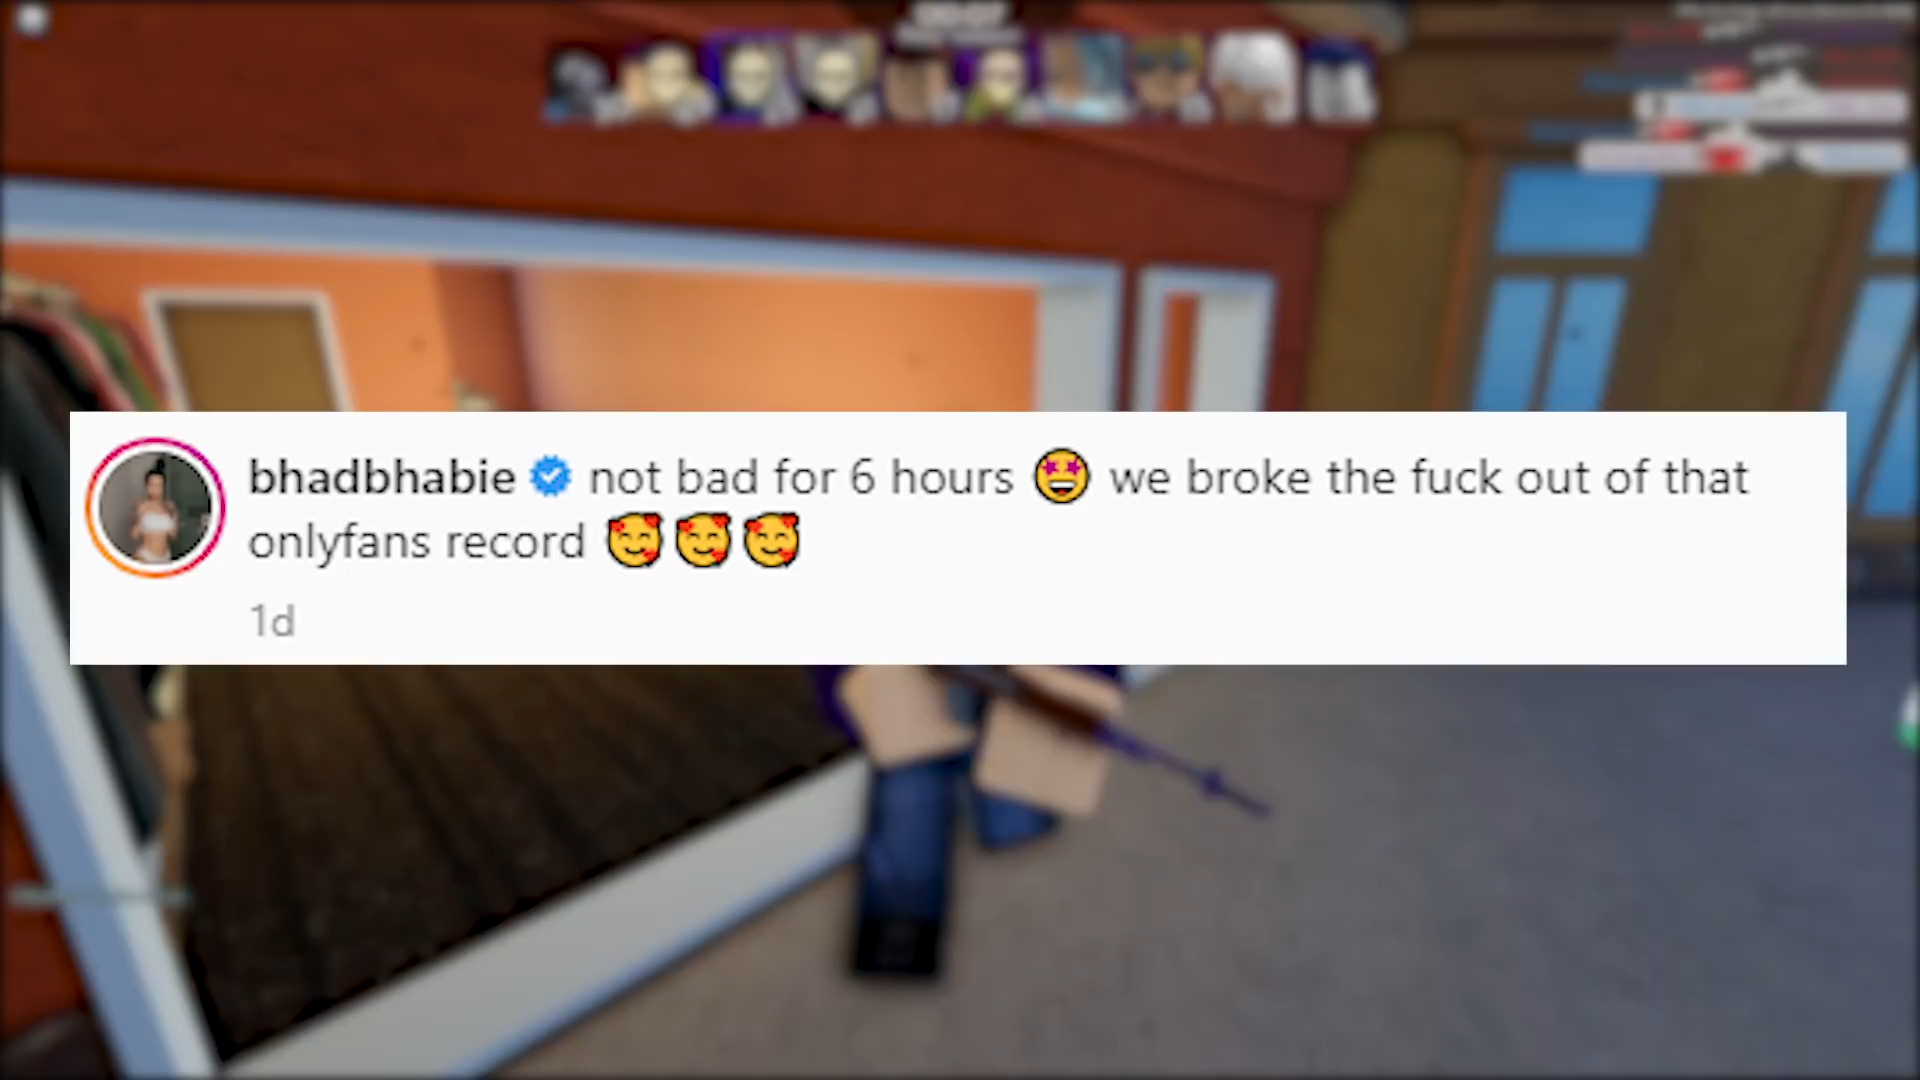 bhadbhabie not bad for 6 hours 🤩 we broke the fuck out of that
onlyfans record 🥰🥰🥰
1d